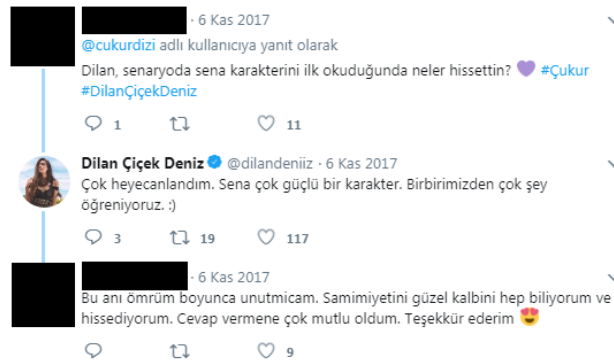 · 6 Kas 2017
@cukurdizi adlı kullanıcıya yanıt olarak
Dilan, senaryoda sena karakterini ilk okuduğunda neler hissettin? 💜 #Çukur
#DilanÇiçekDeniz
1 11
Dilan Çiçek Deniz @dilandeniiz · 6 Kas 2017
Çok heyecanlandım. Sena çok güçlü bir karakter. Birbirimizden çok şey
öğreniyoruz. :)
3 19 117
· 6 Kas 2017
Bu anı ömrüm boyunca unutmicam. Samimiyetini güzel kalbini hep biliyorum ve
hissediyorum. Cevap vermene çok mutlu oldum. Teşekkür ederim 😍
9